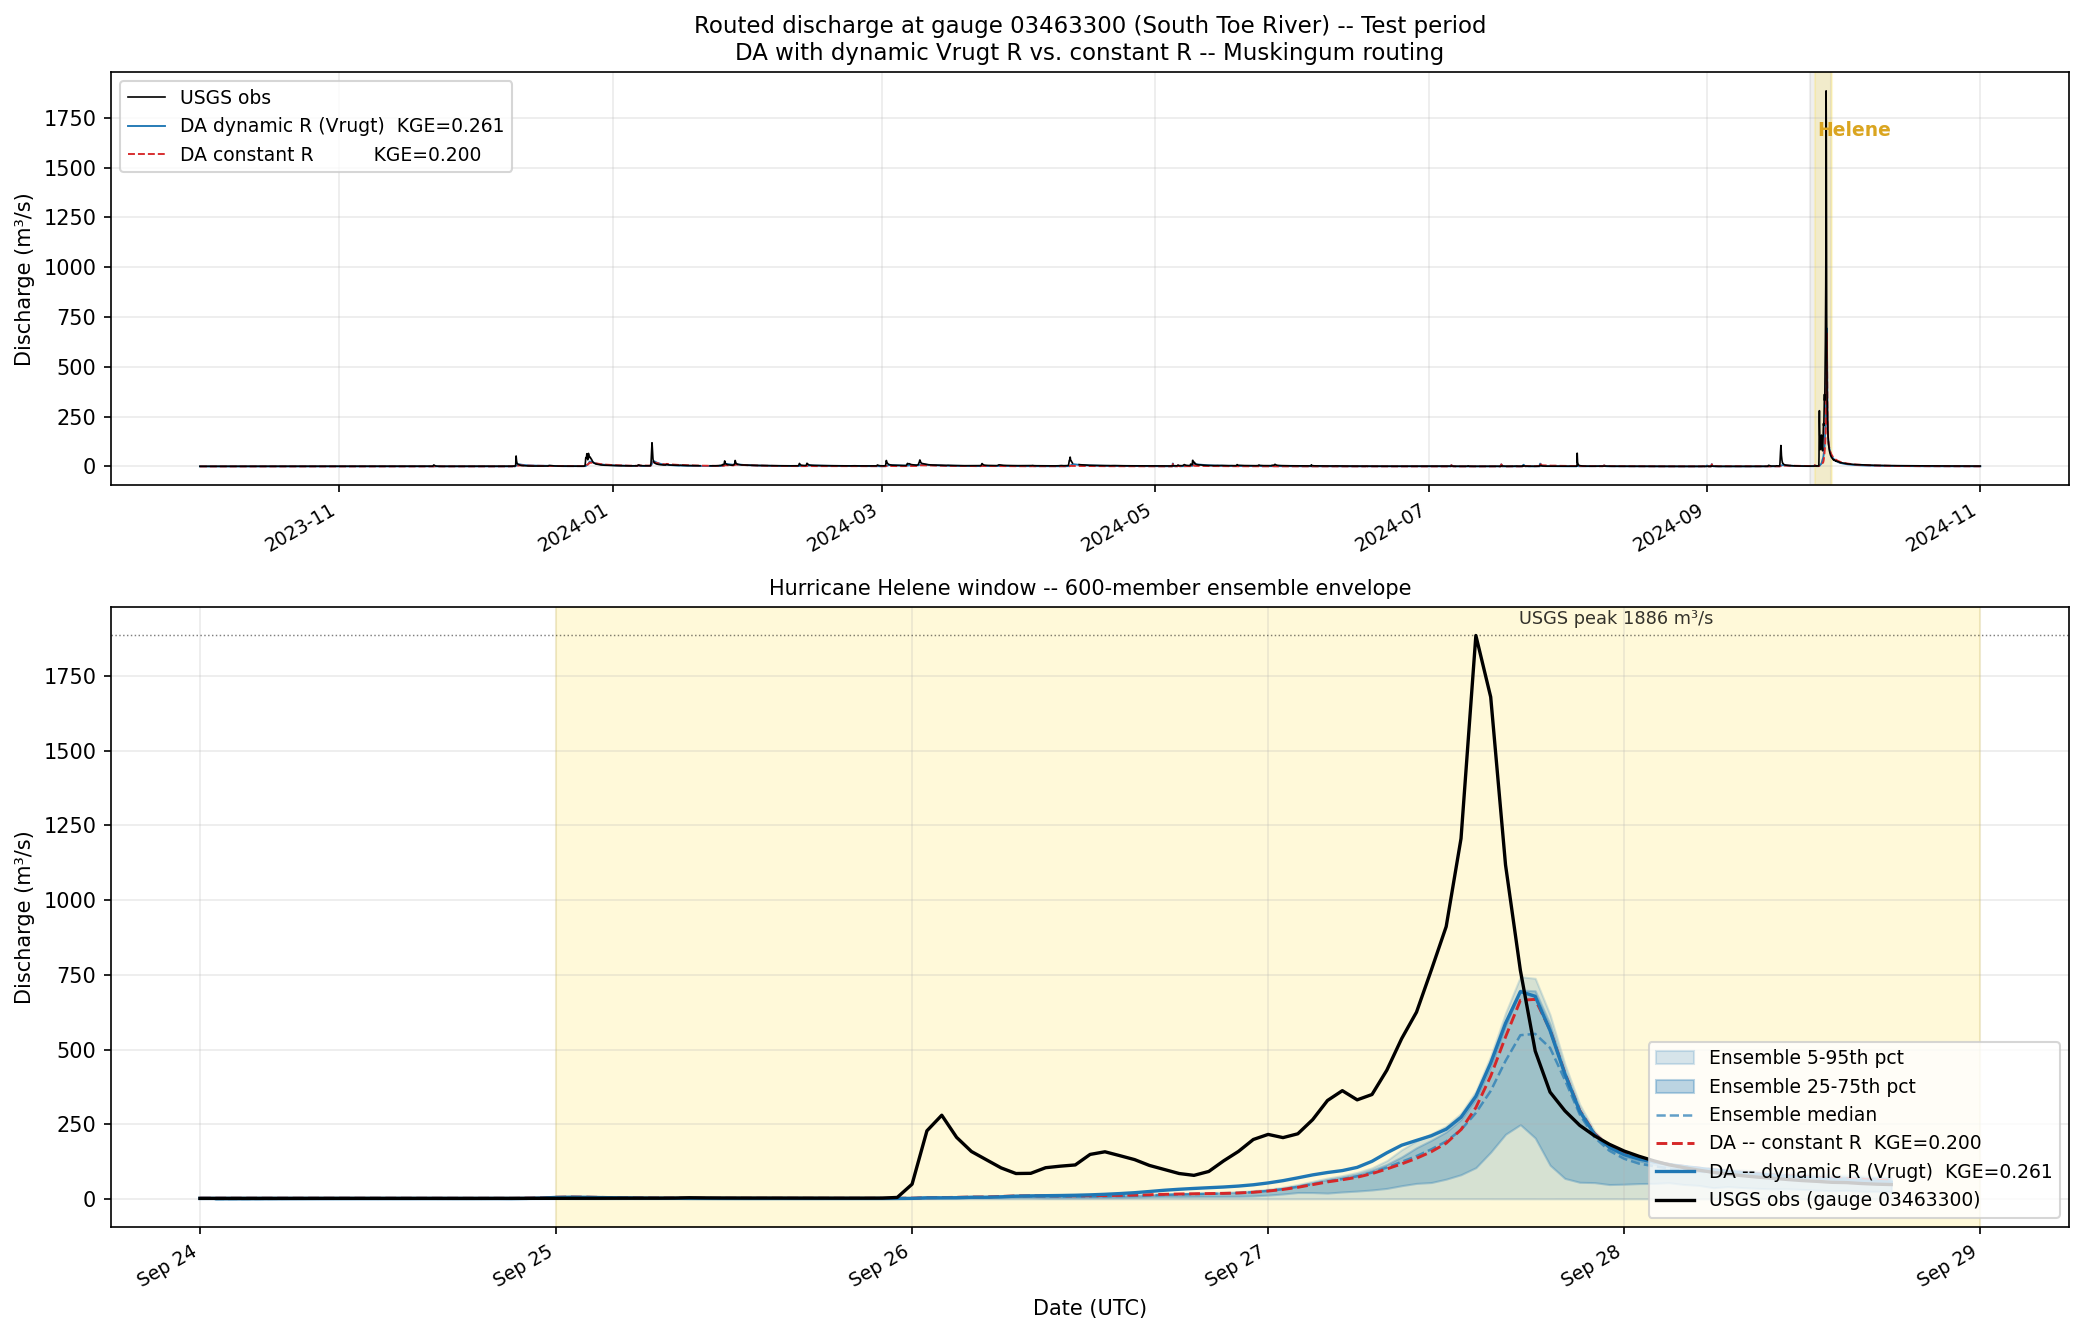 Routed discharge at gauge 03463300 (South Toe River) -- Test period
DA with dynamic Vrugt R vs. constant R -- Muskingum routing
USGS obs
DA dynamic R (Vrugt)  KGE=0.261
DA constant R          KGE=0.200
Helene
Discharge (m³/s)
1750
1500
1250
1000
750
500
250
0
2023-11
2024-01
2024-03
2024-05
2024-07
2024-09
2024-11
Hurricane Helene window -- 600-member ensemble envelope
USGS peak 1886 m³/s
Discharge (m³/s)
1750
1500
1250
1000
750
500
250
0
Ensemble 5-95th pct
Ensemble 25-75th pct
Ensemble median
DA -- constant R  KGE=0.200
DA -- dynamic R (Vrugt)  KGE=0.261
USGS obs (gauge 03463300)
Sep 24
Sep 25
Sep 26
Sep 27
Sep 28
Sep 29
Date (UTC)